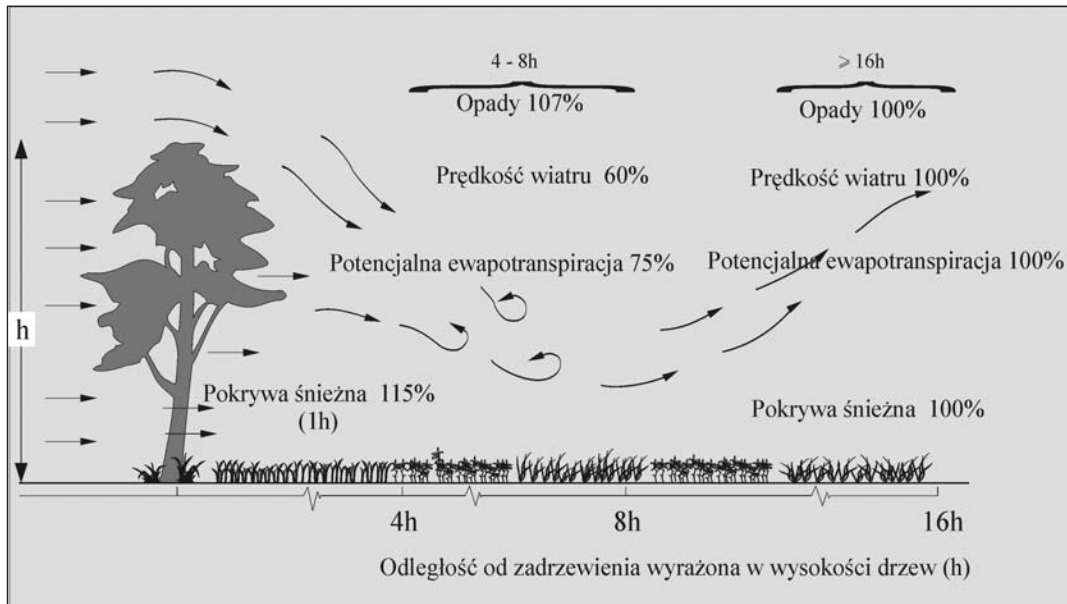 4 - 8h
⩾ 16h
Opady 107%
Opady 100%
Prędkość wiatru 60%
Prędkość wiatru 100%
Potencjalna ewapotranspiracja 75%
Potencjalna ewapotranspiracja 100%
h
Pokrywa śnieżna 115%
(1h)
Pokrywa śnieżna 100%
4h
8h
16h
Odległość od zadrzewienia wyrażona w wysokości drzew (h)